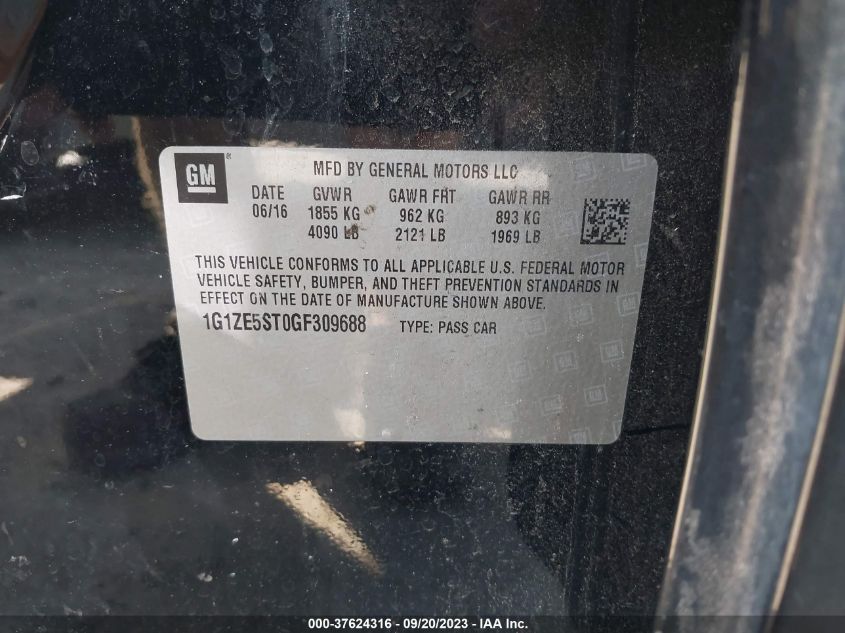 GM ®
MFD BY GENERAL MOTORS LLC
DATE GVWR GAWR FRT GAWR RR
06/16 1855 KG 962 KG 893 KG
4090 LB 2121 LB 1969 LB
THIS VEHICLE CONFORMS TO ALL APPLICABLE U.S. FEDERAL MOTOR
VEHICLE SAFETY, BUMPER, AND THEFT PREVENTION STANDARDS IN
EFFECT ON THE DATE OF MANUFACTURE SHOWN ABOVE.
1G1ZE5ST0GF309688 TYPE: PASS CAR
000-37624316 - 09/20/2023 - IAA Inc.